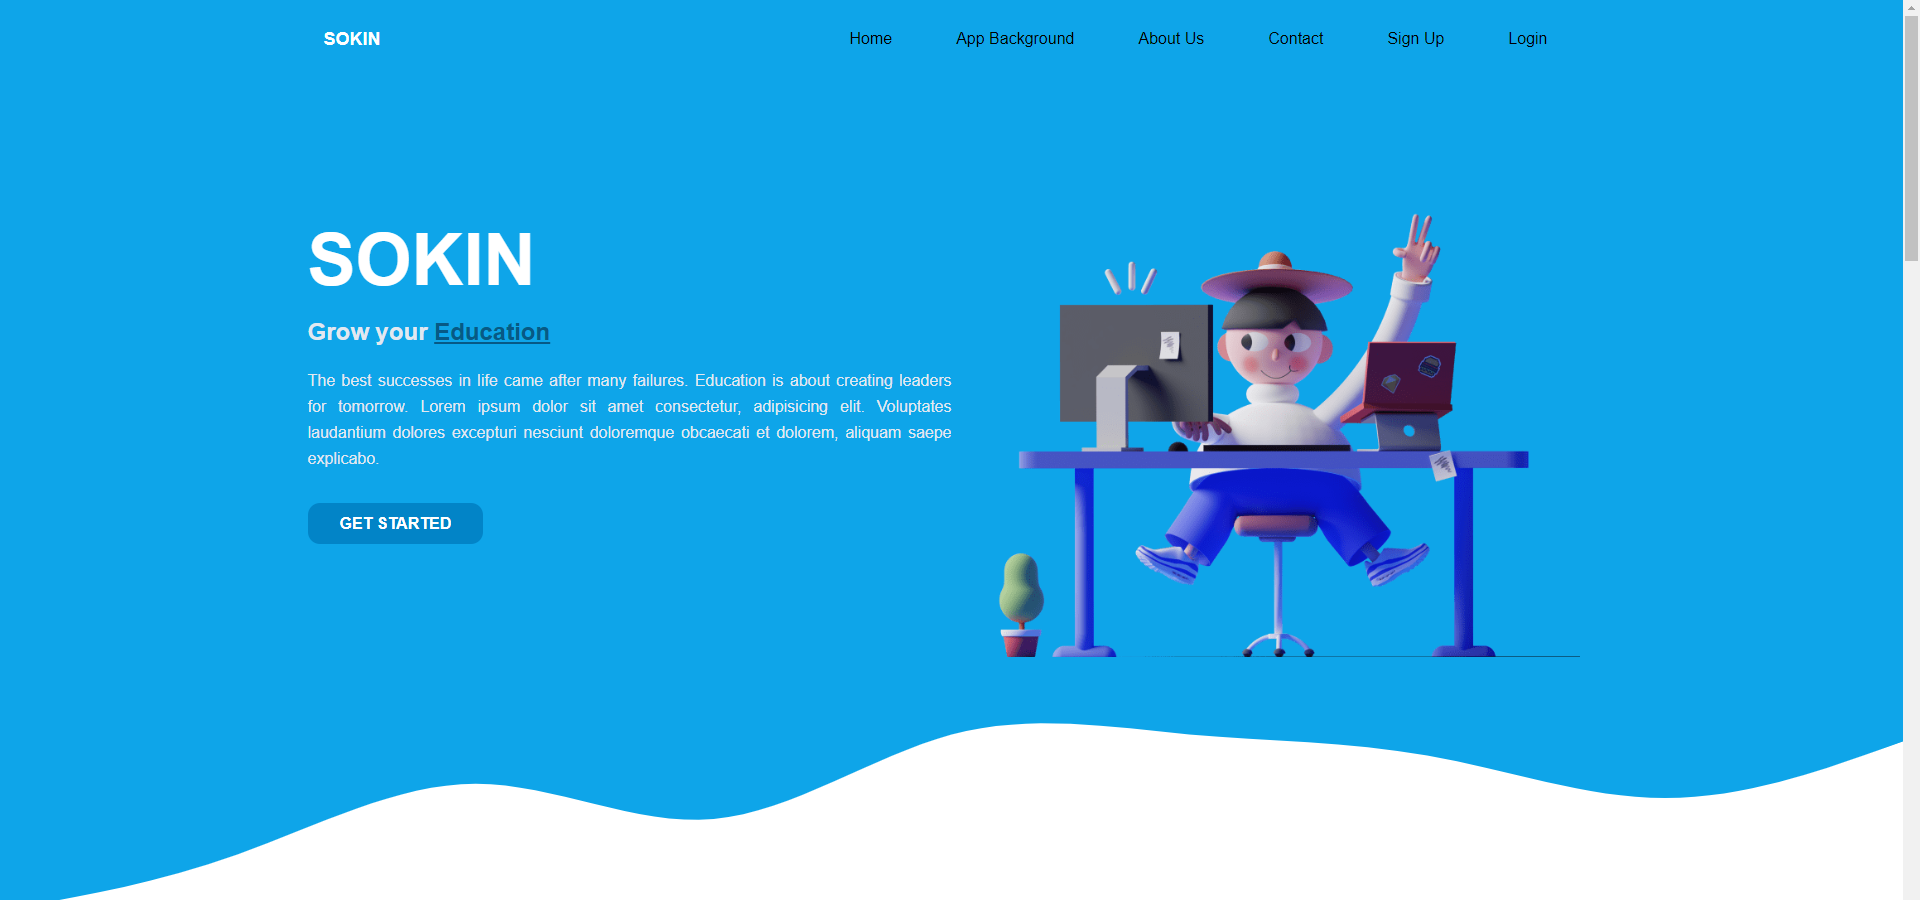 SOKIN
Home
App Background
About Us
Contact
Sign Up
Login
SOKIN
Grow your Education
The best successes in life came after many failures. Education is about creating leaders
for tomorrow. Lorem ipsum dolor sit amet consectetur, adipisicing elit. Voluptates
laudantium dolores excepturi nesciunt doloremque obcaecati et dolorem, aliquam saepe
explicabo.
GET STARTED